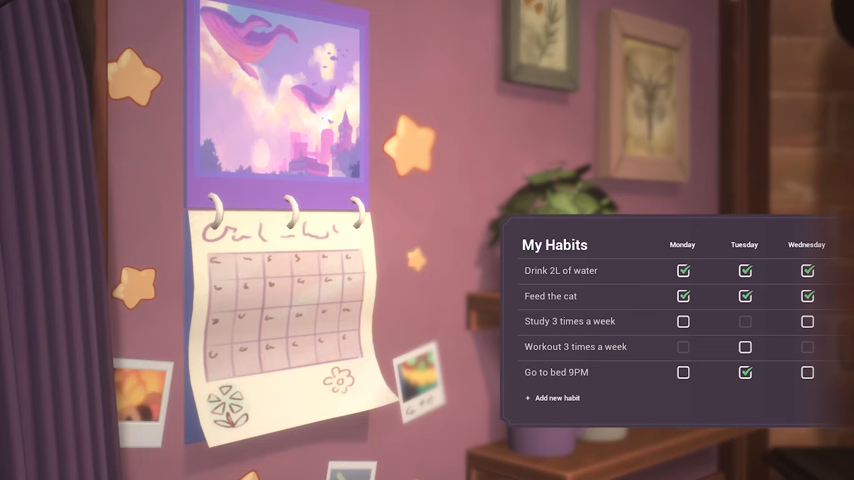 My Habits Monday Tuesday Wednesday
Drink 2L of water
Feed the cat
Study 3 times a week
Workout 3 times a week
Go to bed 9PM
+ Add new habit